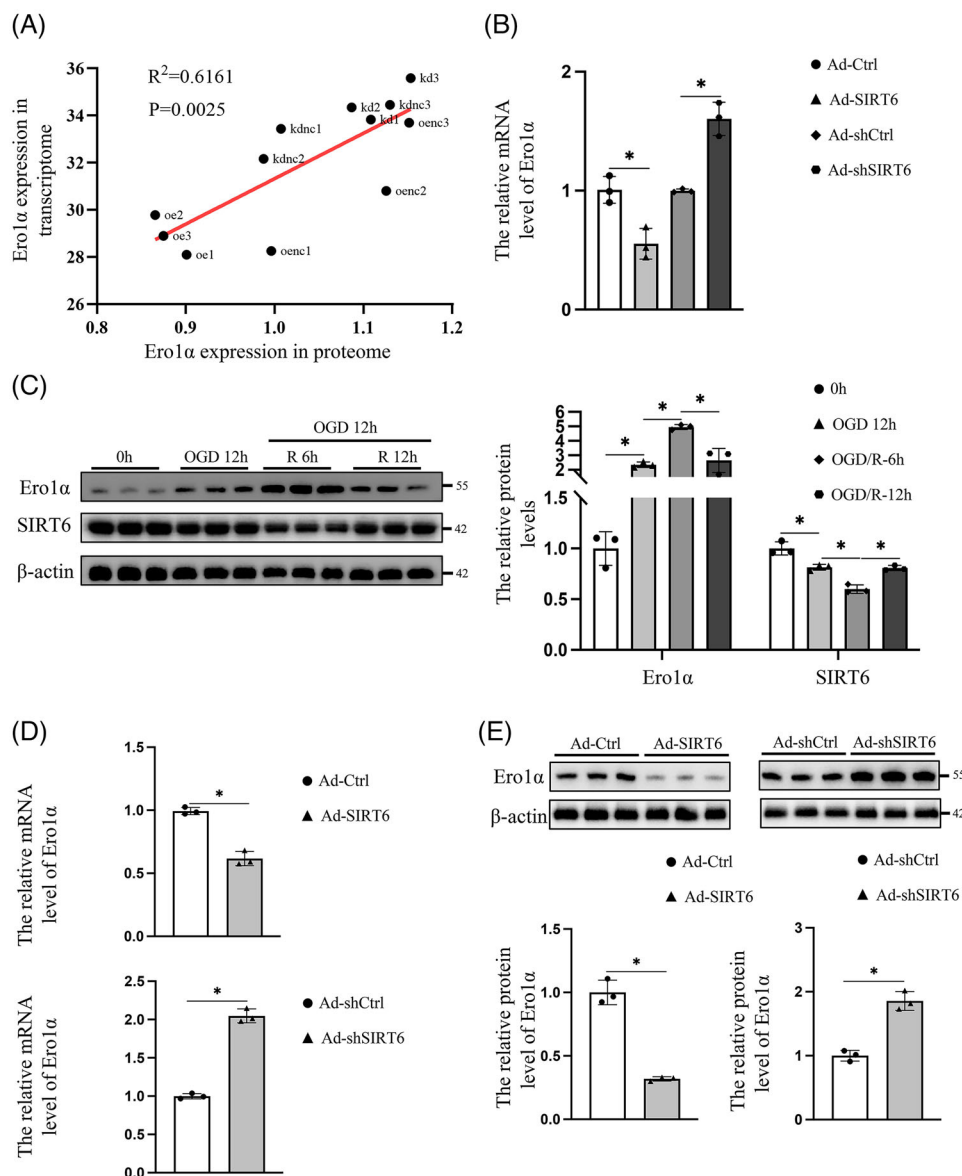 (A)
R²=0.6161
P=0.0025
Ero1α expression in
transcriptome
36
34
32
30
28
26
kd3
kd2
kdnc3
kd1
oenc3
kdnc1
kdnc2
oenc2
oe2
oe3
oe1
oenc1
0.8
0.9
1.0
1.1
1.2
Ero1α expression in proteome
(B)
The relative mRNA
level of Ero1α
2
1
0
*
*
Ad-Ctrl
Ad-SIRT6
Ad-shCtrl
Ad-shSIRT6
(C)
OGD 12h
0h
OGD 12h
R 6h
R 12h
Ero1α
55
SIRT6
42
β-actin
42
The relative protein
levels
6
5
4
3
2
1.0
0.5
0.0
*
*
*
*
*
*
Ero1α
SIRT6
0h
OGD 12h
OGD/R-6h
OGD/R-12h
(D)
The relative mRNA
level of Ero1α
1.5
1.0
0.5
0.0
*
Ad-Ctrl
Ad-SIRT6
The relative mRNA
level of Ero1α
2.5
2.0
1.5
1.0
0.5
0.0
*
Ad-shCtrl
Ad-shSIRT6
(E)
Ad-Ctrl
Ad-SIRT6
Ad-shCtrl
Ad-shSIRT6
Ero1α
55
β-actin
42
Ad-Ctrl
Ad-SIRT6
The relative protein
level of Ero1α
1.5
1.0
0.5
0.0
*
Ad-shCtrl
Ad-shSIRT6
The relative protein
level of Ero1α
3
2
1
0
*